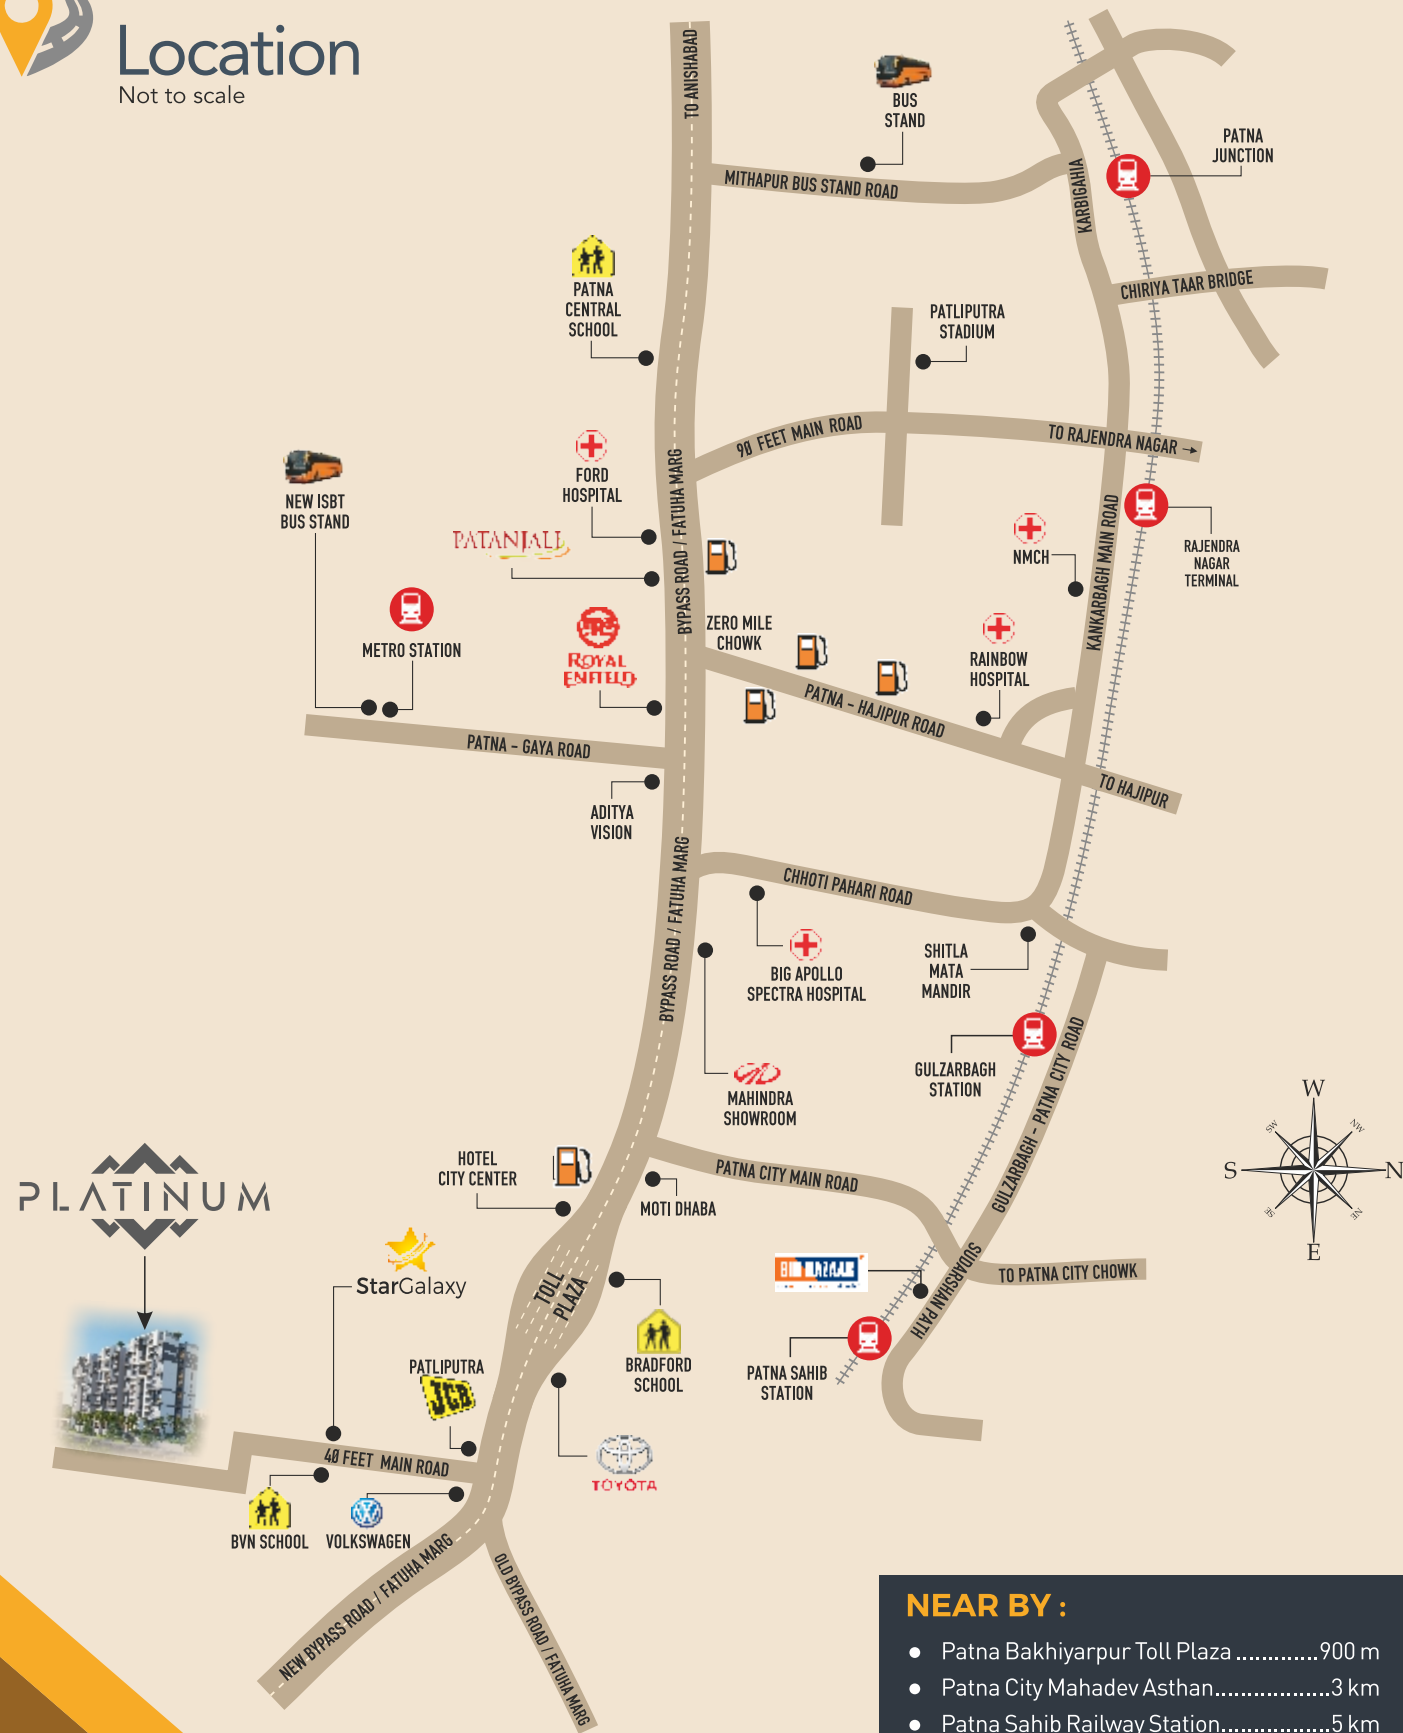 Location
Not to scale
TO ANISHABAD
BUS
STAND
PATNA
JUNCTION
MITHAPUR BUS STAND ROAD
KARBIGAHIA
CHIRIYA TAAR BRIDGE
PATNA
CENTRAL
SCHOOL
PATLIPUTRA
STADIUM
90 FEET MAIN ROAD
TO RAJENDRA NAGAR →
FORD
HOSPITAL
NEW ISBT
BUS STAND
PATANJALI
BYPASS ROAD / FATUHA MARG
NMCH
KANKARBAGH MAIN ROAD
RAJENDRA
NAGAR
TERMINAL
METRO STATION
ROYAL
ENFIELD
ZERO MILE
CHOWK
RAINBOW
HOSPITAL
PATNA - HAJIPUR ROAD
PATNA - GAYA ROAD
TO HAJIPUR
ADITYA
VISION
BYPASS ROAD / FATUHA MARG
CHHOTI PAHARI ROAD
BIG APOLLO
SPECTRA HOSPITAL
SHITLA
MATA
MANDIR
GULZARBAGH
STATION
GULZARBAGH - PATNA CITY ROAD
MAHINDRA
SHOWROOM
W
SW
NW
S
N
SE
NE
E
HOTEL
CITY CENTER
PATNA CITY MAIN ROAD
MOTI DHABA
PLATINUM
StarGalaxy
TOLL
PLAZA
BIG BAZAAR
SUDARSHAN PATH
TO PATNA CITY CHOWK
BRADFORD
SCHOOL
PATNA SAHIB
STATION
PATLIPUTRA
JCB
40 FEET MAIN ROAD
TOYOTA
BVN SCHOOL
VOLKSWAGEN
NEW BYPASS ROAD / FATUHA MARG
OLD BYPASS ROAD / FATUHA MARG
NEAR BY :
● Patna Bakhiyarpur Toll Plaza .............900 m
● Patna City Mahadev Asthan..................3 km
● Patna Sahib Railway Station.................5 km